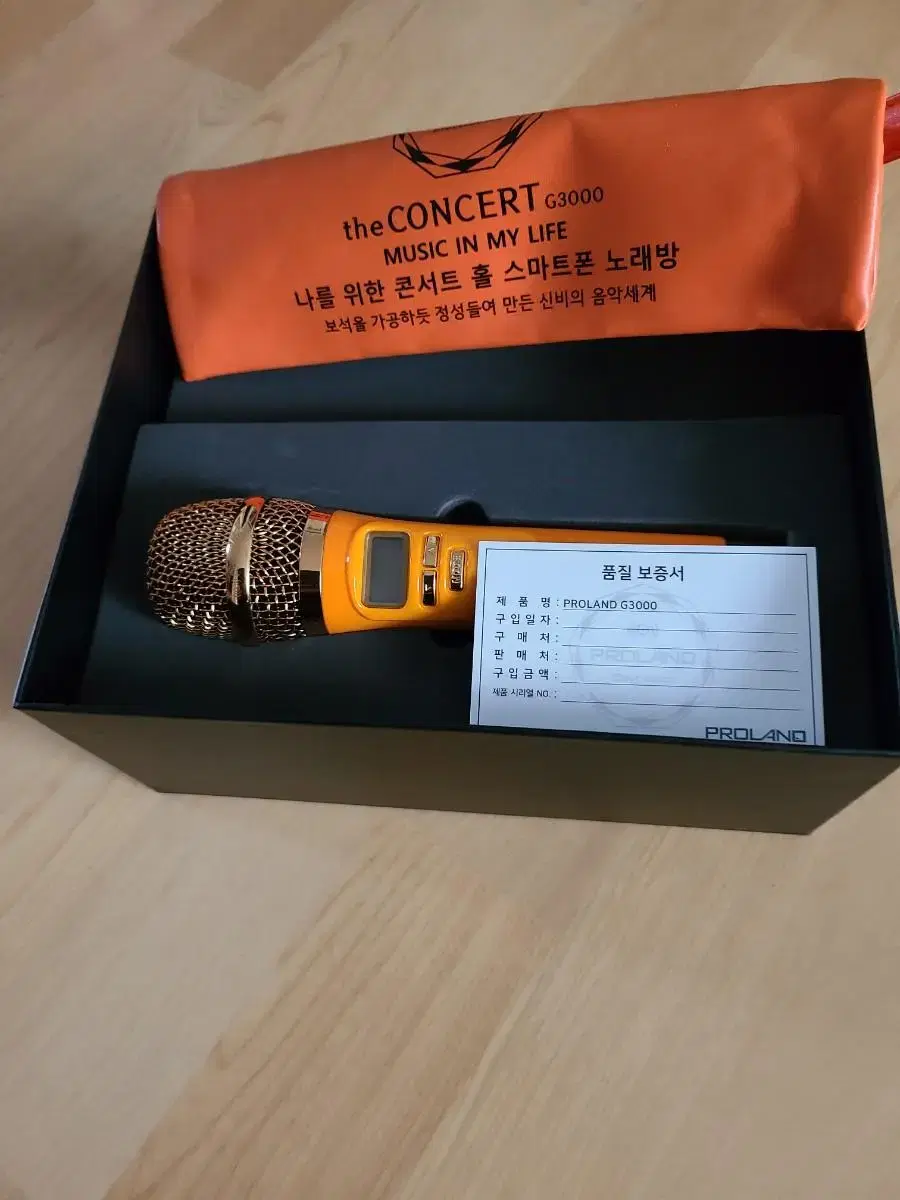 the CONCERT G3000
MUSIC IN MY LIFE
나를 위한 콘서트 홀 스마트폰 노래방
보석을 가공하듯 정성들여 만든 신비의 음악세계
MODE
품질 보증서
제 품 명 : PROLAND G3000
구입일자 :
구 매 처 :
판 매 처 :
구입금액 :
제품 시리얼 NO. :
PROLAND
PROLAND